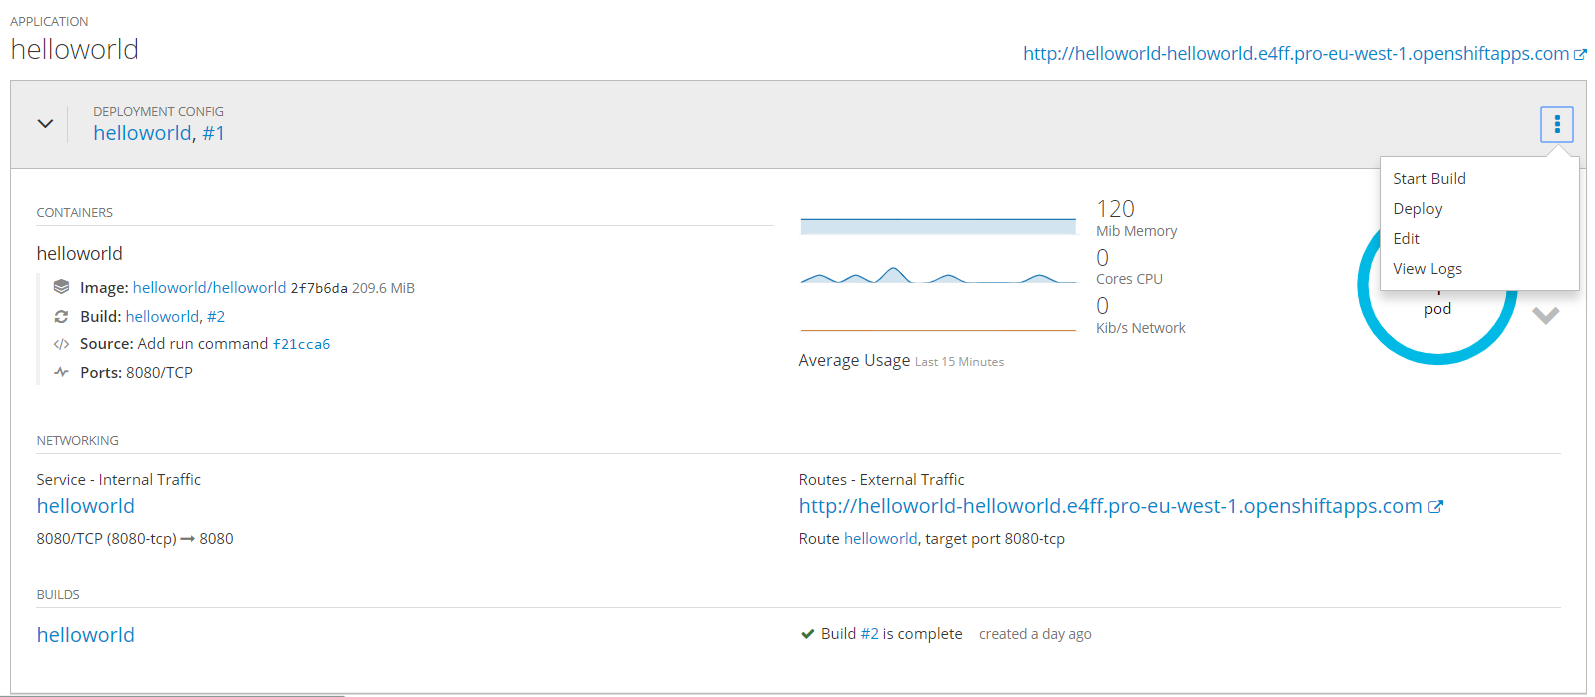 APPLICATION
helloworld
http://helloworld-helloworld.e4ff.pro-eu-west-1.openshiftapps.com
DEPLOYMENT CONFIG
helloworld, #1
Start Build
Deploy
Edit
View Logs
CONTAINERS
helloworld
Image: helloworld/helloworld 2f7b6da 209.6 MiB
Build: helloworld, #2
</> Source: Add run command f21cca6
Ports: 8080/TCP
120
Mib Memory
0
Cores CPU
0
Kib/s Network
Average Usage Last 15 Minutes
pod
NETWORKING
Service - Internal Traffic
helloworld
8080/TCP (8080-tcp) → 8080
Routes - External Traffic
http://helloworld-helloworld.e4ff.pro-eu-west-1.openshiftapps.com
Route helloworld, target port 8080-tcp
BUILDS
helloworld
Build #2 is complete created a day ago